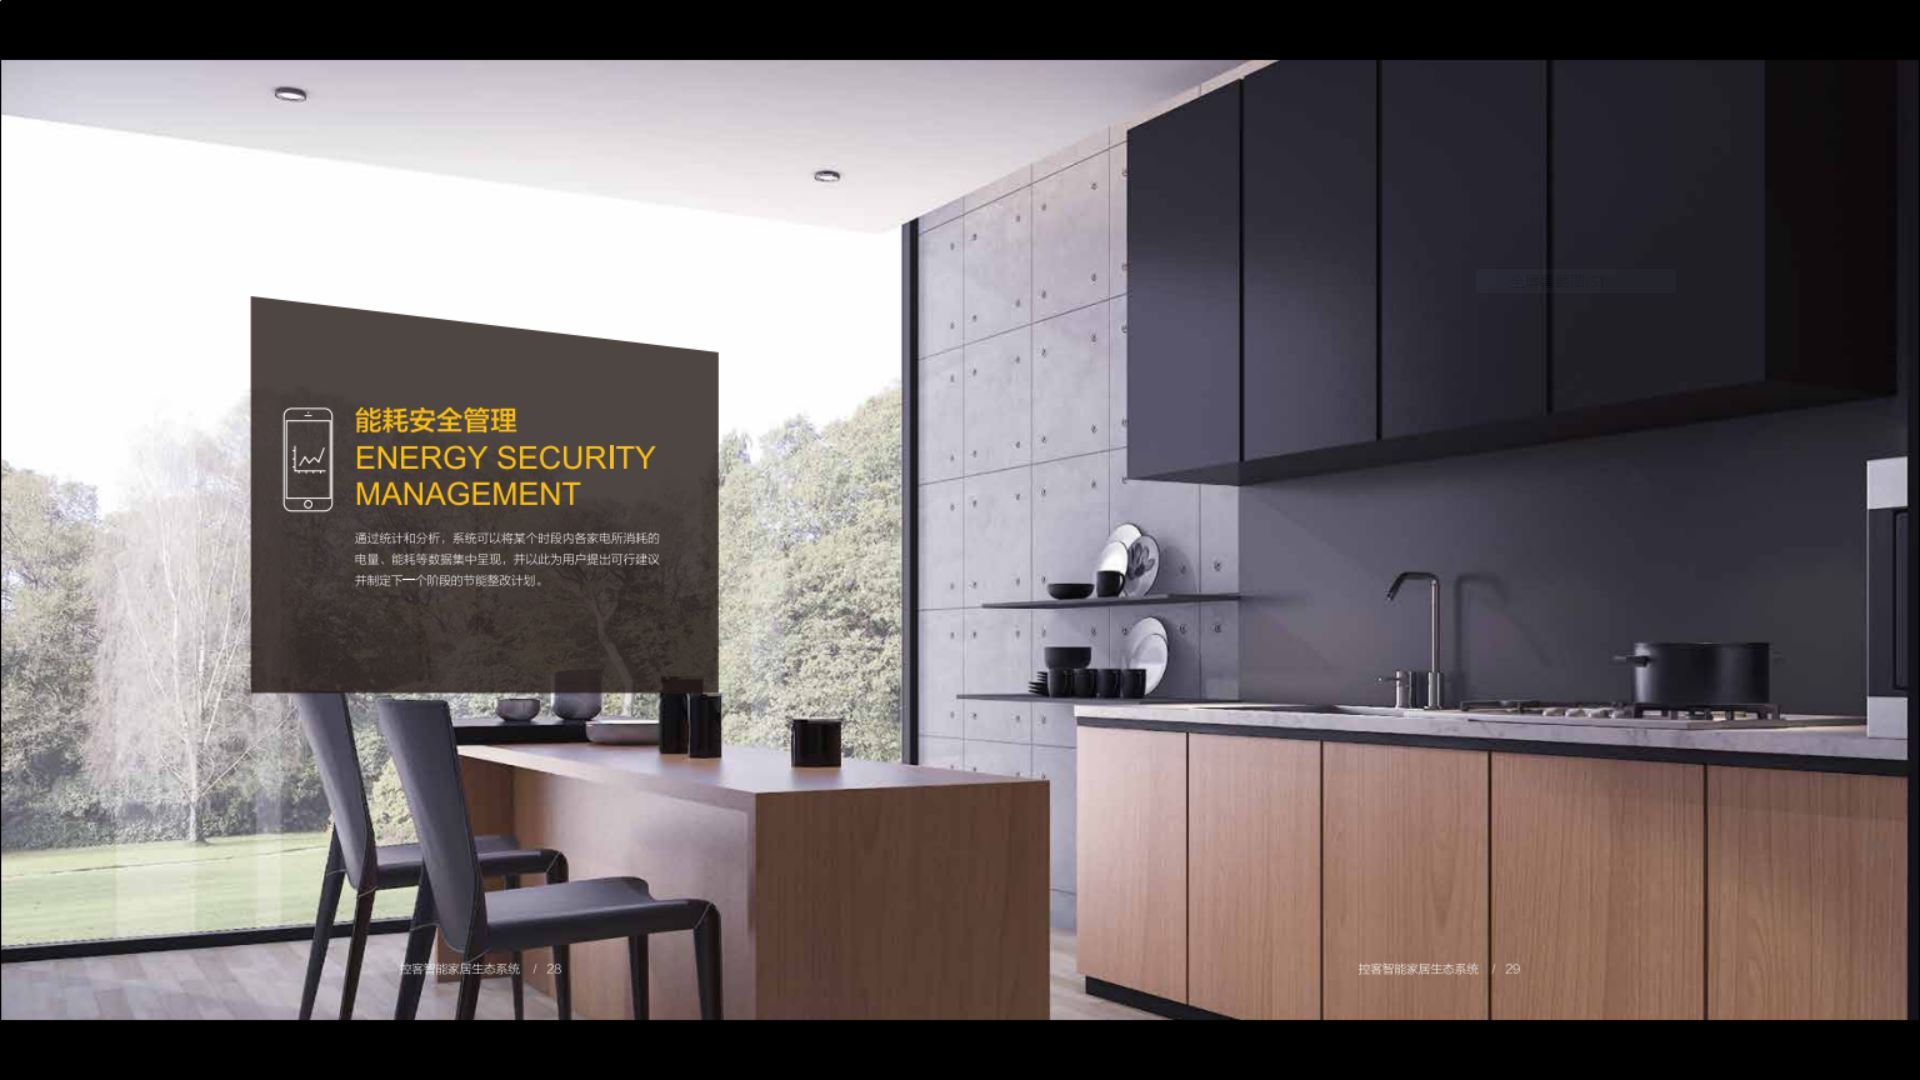 能耗安全管理
ENERGY SECURITY
MANAGEMENT
通过统计和分析，系统可以将某个时段内各家电所消耗的
电量、能耗等数据集中呈现，并以此为用户提出可行建议
并制定下一个阶段的节能整改计划。
控客智能家居生态系统 / 28
控客智能家居生态系统 / 29